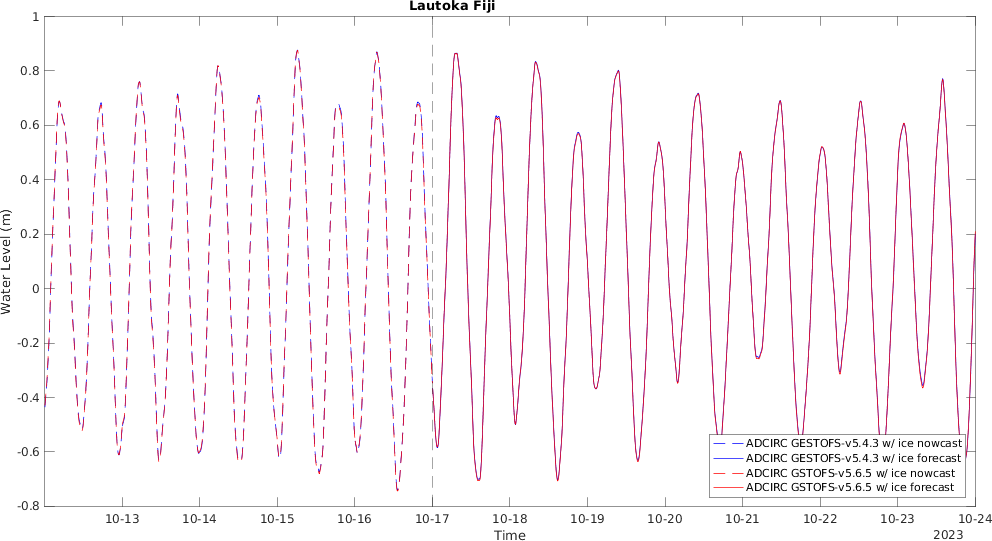 Lautoka Fiji
Water Level (m)
1
0.8
0.6
0.4
0.2
0
-0.2
-0.4
-0.6
-0.8
ADCIRC GESTOFS-v5.4.3 w/ ice nowcast
ADCIRC GESTOFS-v5.4.3 w/ ice forecast
ADCIRC GSTOFS-v5.6.5 w/ ice nowcast
ADCIRC GSTOFS-v5.6.5 w/ ice forecast
10-13 10-14 10-15 10-16 10-17 10-18 10-19 10-20 10-21 10-22 10-23 10-24
Time
2023